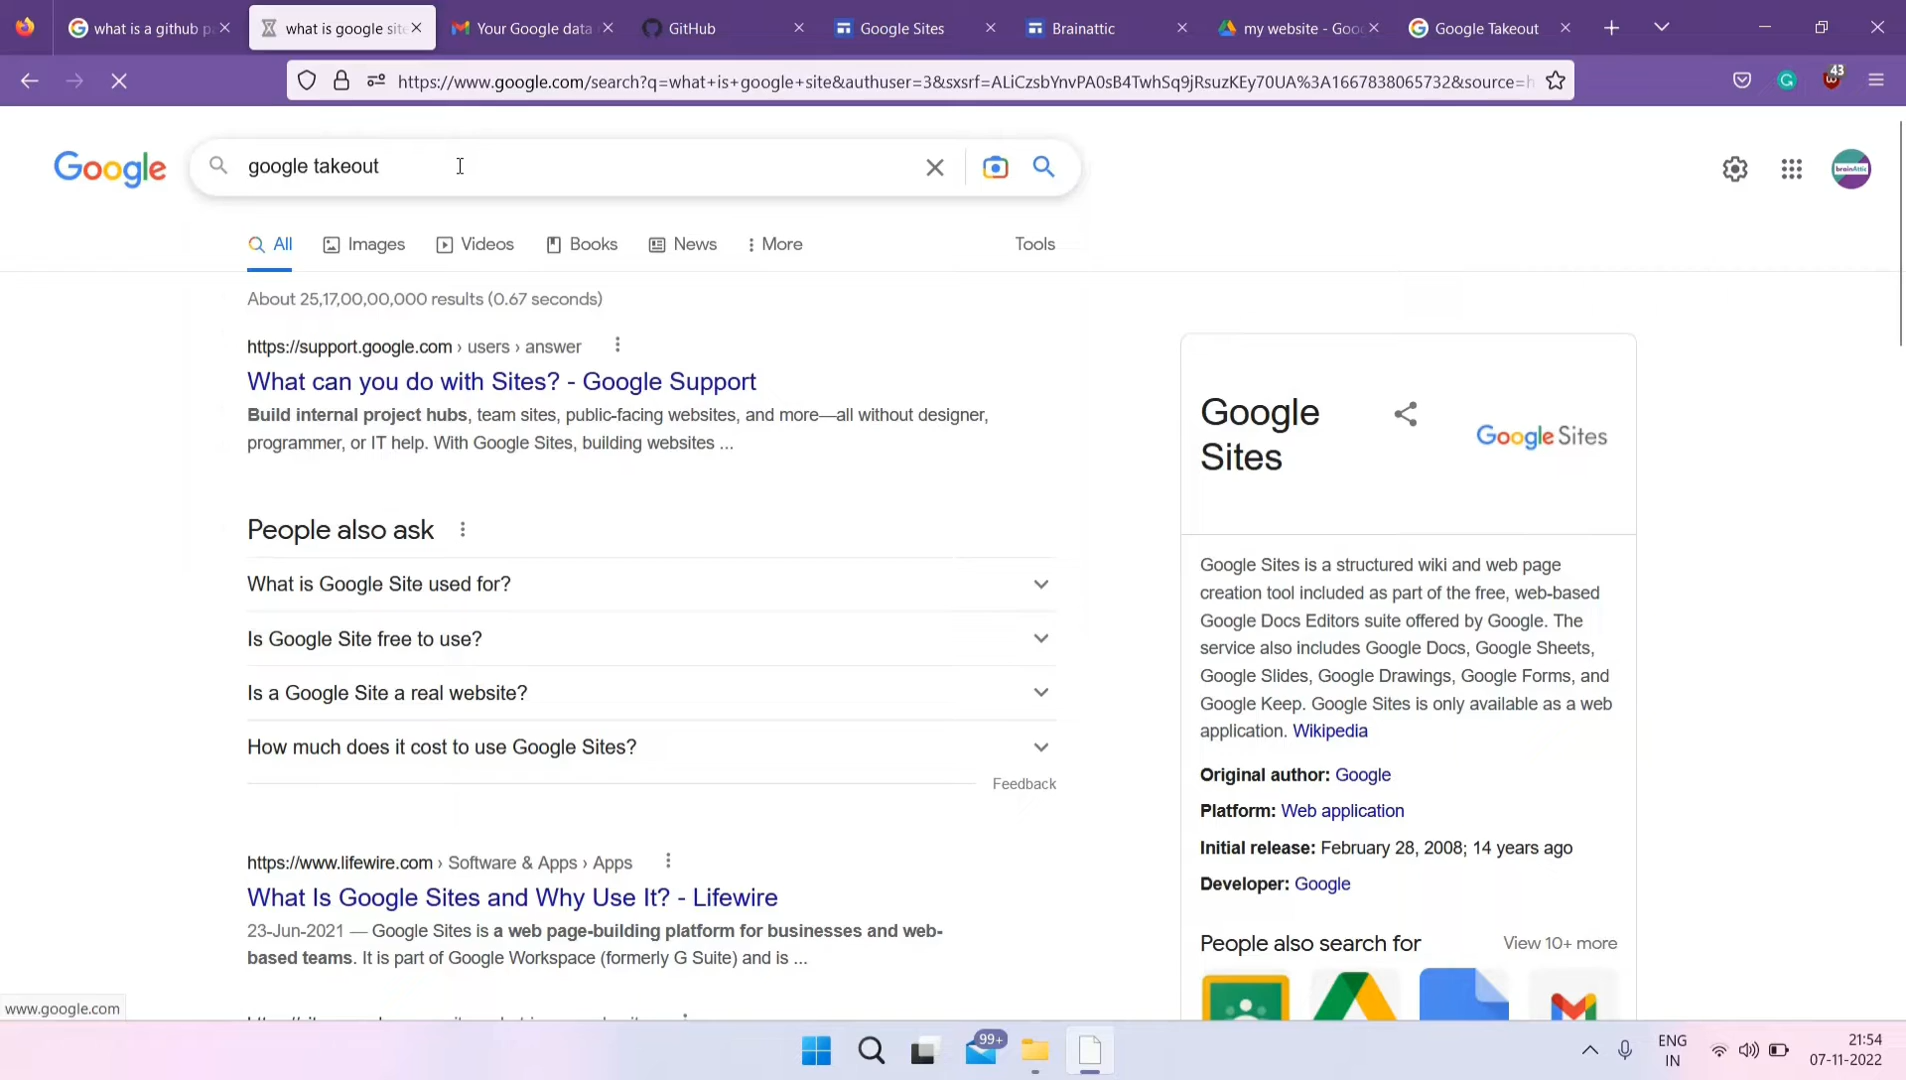 what is a github p
what is google sit
Your Google data
GitHub
Google Sites
Brainattic
my website - Goo
Google Takeout
https://www.google.com/search?q=what+is+google+site&authuser=3&sxsrf=ALiCzsbYnvPA0sB4TwhSq9jRsuzKEy70UA%3A1667838065732&source=h
43
Google
google takeout
brainAttic
All
Images
Videos
Books
News
More
Tools
About 25,17,00,00,000 results (0.67 seconds)
https://support.google.com › users › answer
What can you do with Sites? - Google Support
Build internal project hubs, team sites, public-facing websites, and more—all without designer,
programmer, or IT help. With Google Sites, building websites ...
People also ask
What is Google Site used for?
Is Google Site free to use?
Is a Google Site a real website?
How much does it cost to use Google Sites?
Feedback
https://www.lifewire.com › Software & Apps › Apps
What Is Google Sites and Why Use It? - Lifewire
23-Jun-2021 — Google Sites is a web page-building platform for businesses and web-
based teams. It is part of Google Workspace (formerly G Suite) and is ...
Google
Sites
Google Sites
Google Sites is a structured wiki and web page
creation tool included as part of the free, web-based
Google Docs Editors suite offered by Google. The
service also includes Google Docs, Google Sheets,
Google Slides, Google Drawings, Google Forms, and
Google Keep. Google Sites is only available as a web
application. Wikipedia
Original author: Google
Platform: Web application
Initial release: February 28, 2008; 14 years ago
Developer: Google
People also search for
View 10+ more
www.google.com
99+
ENG
IN
21:54
07-11-2022